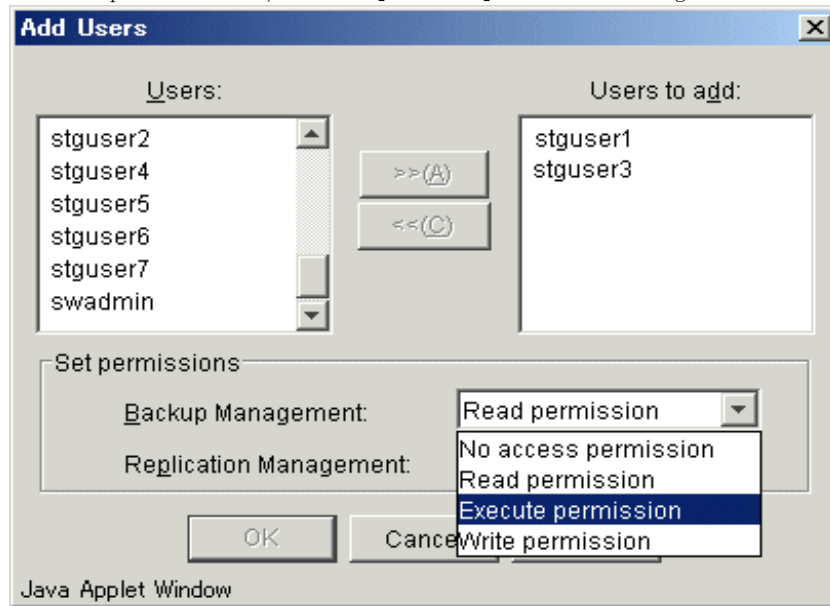 Add Users
Users:
Users to add:
stguser2
stguser4
stguser5
stguser6
stguser7
swadmin
>>(A)
<<(C)
stguser1
stguser3
Set permissions
Backup Management:
Read permission
Replication Management:
No access permission
Read permission
Execute permission
Write permission
OK
Cance
Java Applet Window